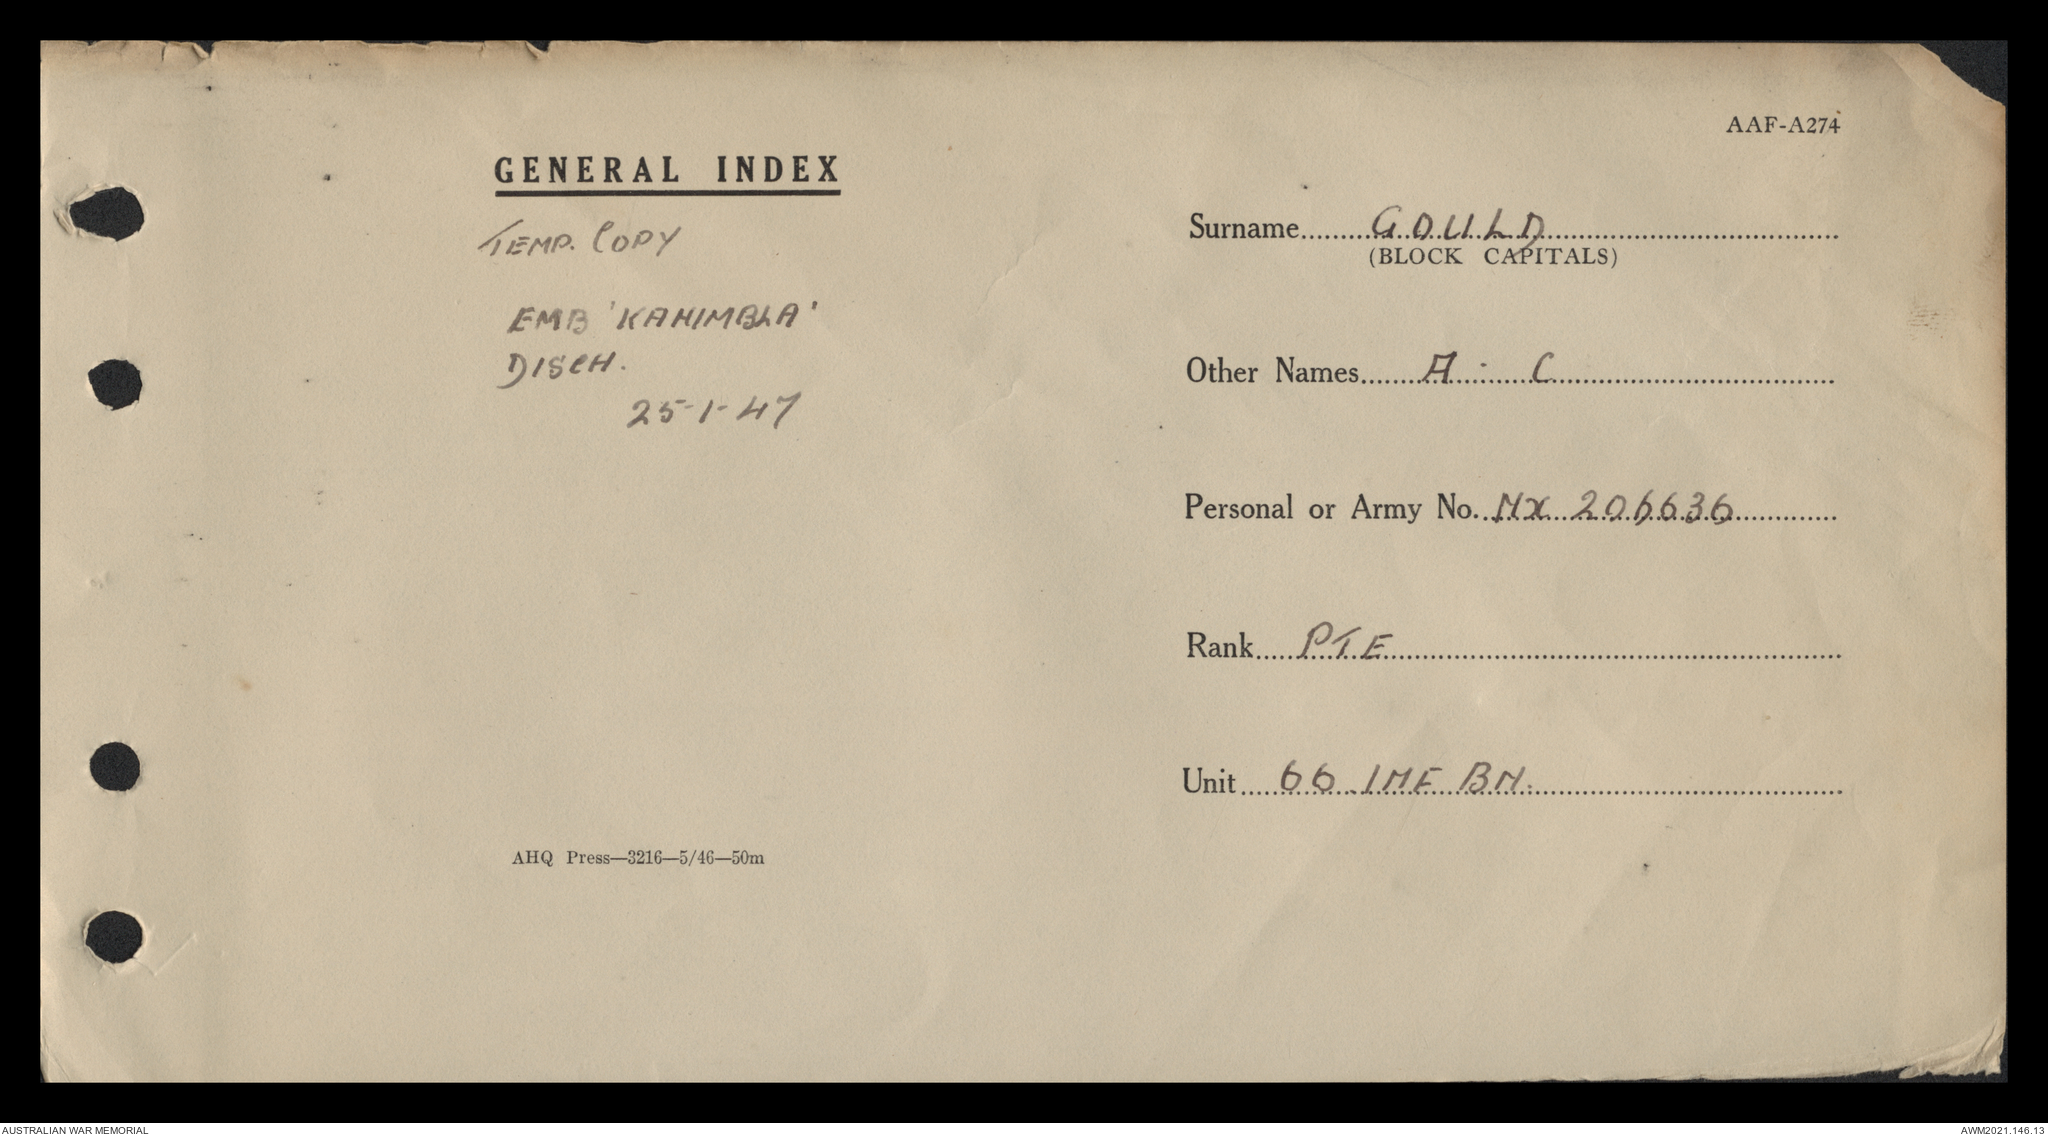 AAF-A274
GENERAL INDEX
TEMP. COPY
EMB 'KANIMBLA'
DISCH.
25-1-47
AHQ Press—3216—5/46—50m
Surname GOULD
(BLOCK CAPITALS)
Other Names A. C
Personal or Army No. NX 206636
Rank PTE
Unit 66 INF BN.
AUSTRALIAN WAR MEMORIAL
AWM2021.146.13